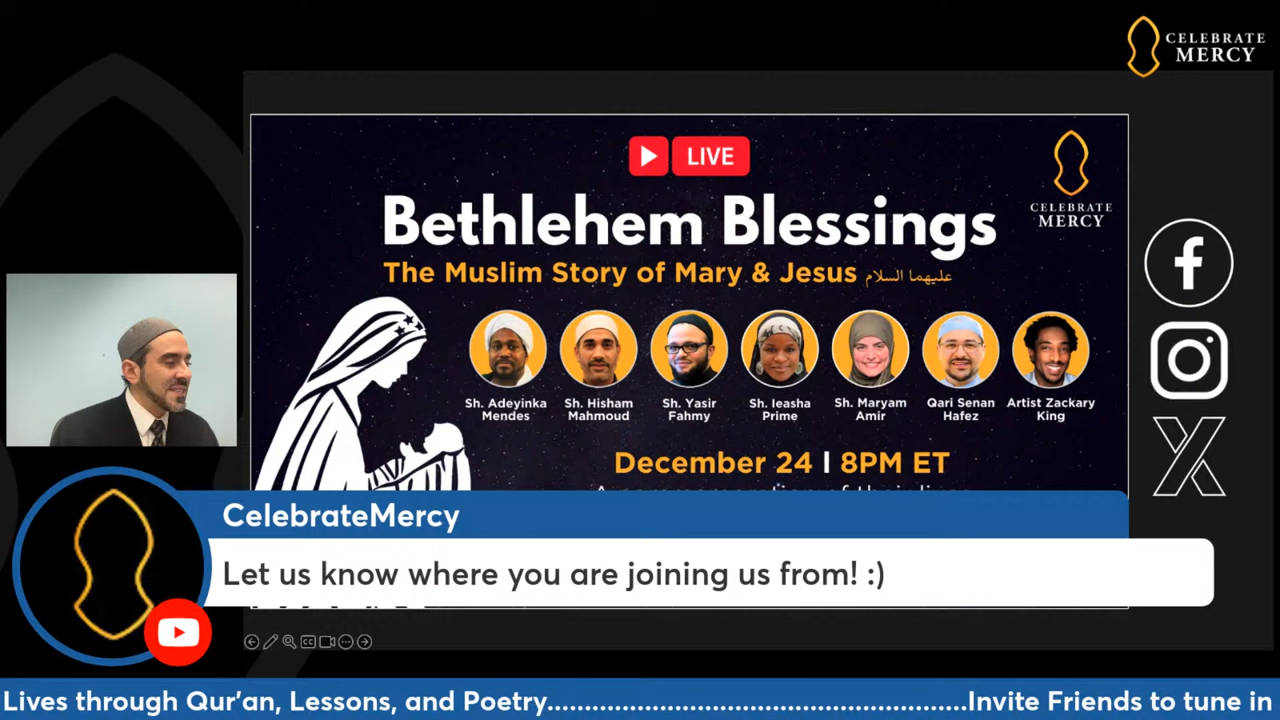 CELEBRATE
MERCY
LIVE
CELEBRATE
MERCY
Bethlehem Blessings
The Muslim Story of Mary & Jesus عليهما السلام
Sh. Adeyinka
Mendes
Sh. Hisham
Mahmoud
Sh. Yasir
Fahmy
Sh. Ieasha
Prime
Sh. Maryam
Amir
Qari Senan
Hafez
Artist Zackary
King
December 24 | 8PM ET
CelebrateMercy
Let us know where you are joining us from! :)
CC
Lives through Qur'an, Lessons, and Poetry..................................................Invite Friends to tune in